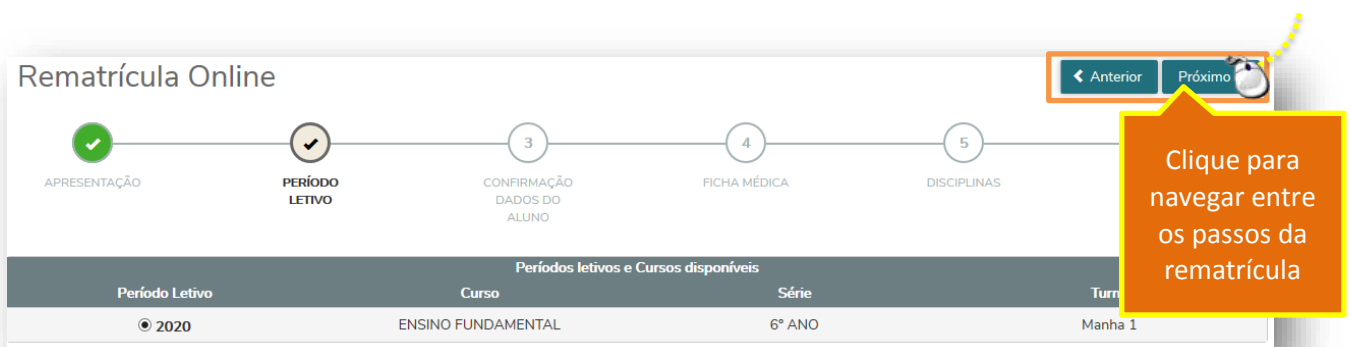 Rematrícula Online
Anterior
Próximo
3
4
5
APRESENTAÇÃO
PERÍODO
LETIVO
CONFIRMAÇÃO
DADOS DO
ALUNO
FICHA MÉDICA
DISCIPLINAS
Clique para
navegar entre
os passos da
rematrícula
Períodos letivos e Cursos disponíveis
Período Letivo
Curso
Série
2020
ENSINO FUNDAMENTAL
6° ANO
Manha 1